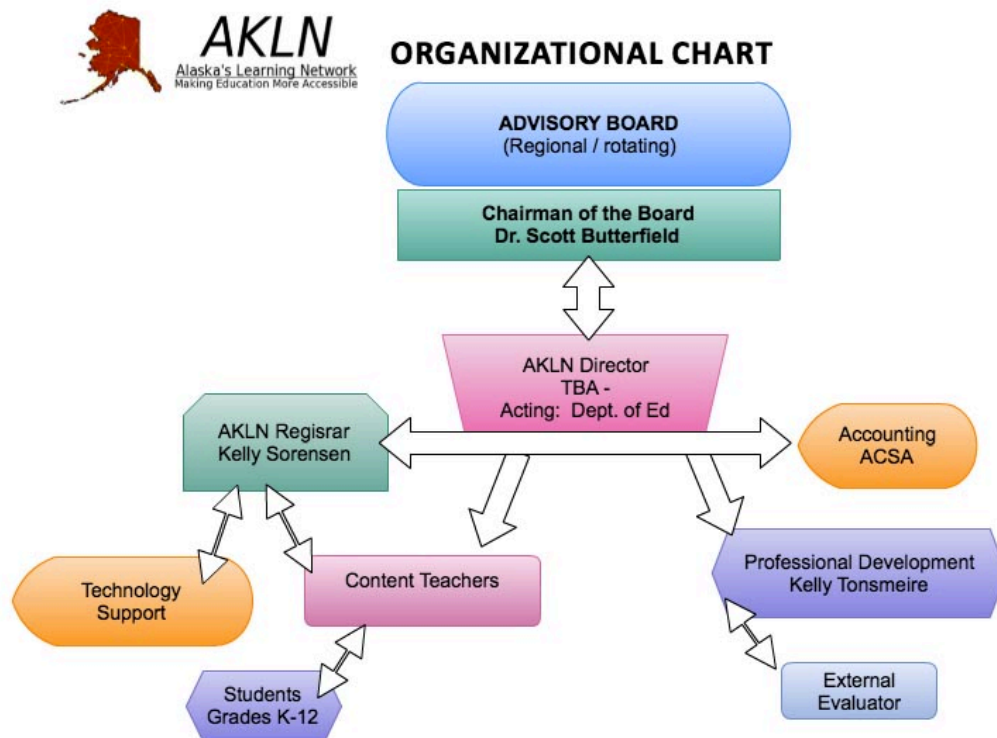 AKLN
Alaska's Learning Network
Making Education More Accessible
ORGANIZATIONAL CHART
ADVISORY BOARD
(Regional / rotating)
Chairman of the Board
Dr. Scott Butterfield
AKLN Director
TBA -
Acting: Dept. of Ed
AKLN Regisrar
Kelly Sorensen
Accounting
ACSA
Technology
Support
Content Teachers
Professional Development
Kelly Tonsmeire
Students
Grades K-12
External
Evaluator